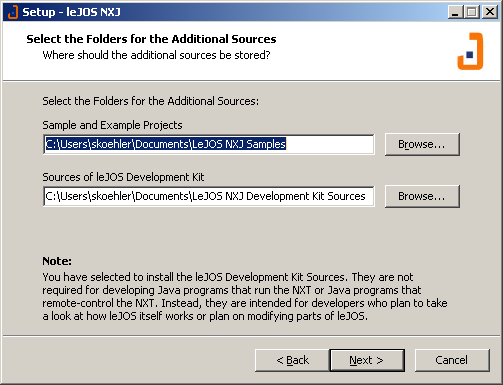 Setup - leJOS NXJ
Select the Folders for the Additional Sources
Where should the additional sources be stored?
Select the Folders for the Additional Sources:
Sample and Example Projects
C:\Users\skoehler\Documents\LeJOS NXJ Samples
Browse...
Sources of leJOS Development Kit
C:\Users\skoehler\Documents\LeJOS NXJ Development Kit Sources
Browse...
Note:
You have selected to install the leJOS Development Kit Sources. They are not
required for developing Java programs that run the NXT or Java programs that
remote-control the NXT. Instead, they are intended for developers who plan to take
a look at how leJOS itself works or plan on modifying parts of leJOS.
< Back
Next >
Cancel